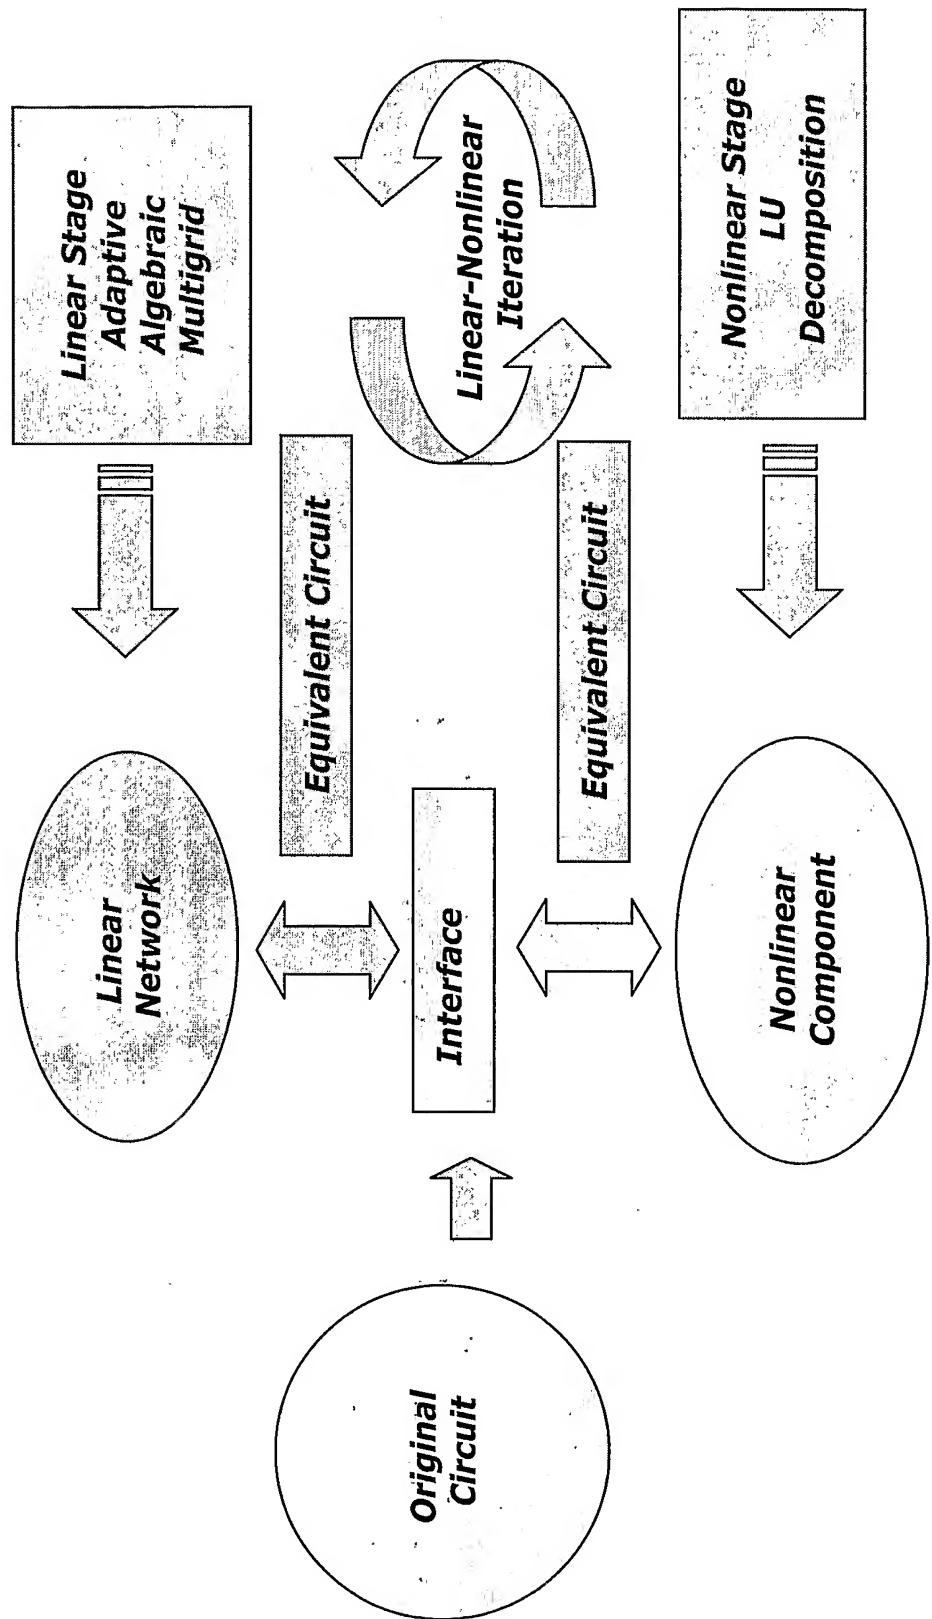 Original
Circuit
Linear
Network
Interface
Nonlinear
Component
Equivalent Circuit
Equivalent Circuit
Linear Stage
Adaptive
Algebraic
Multigrid
Linear-Nonlinear
Iteration
Nonlinear Stage
LU
Decomposition